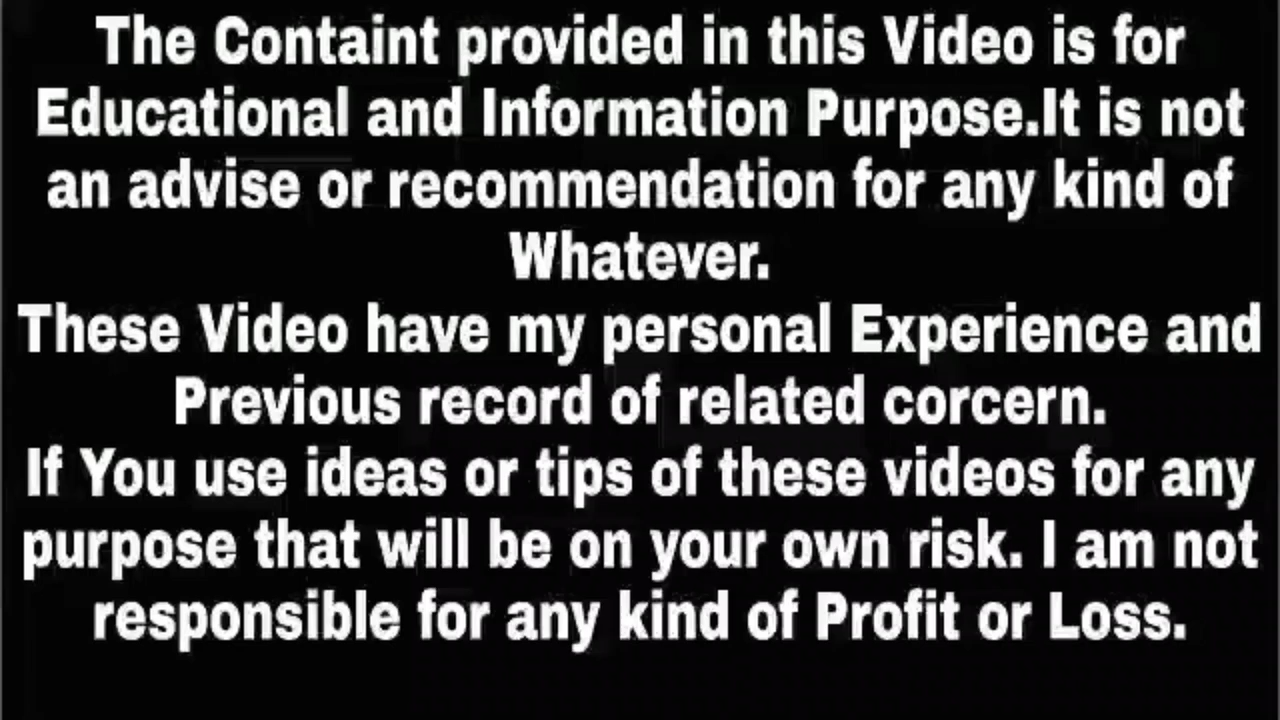 The Containt provided in this Video is for
Educational and Information Purpose.It is not
an advise or recommendation for any kind of
Whatever.
These Video have my personal Experience and
Previous record of related corcern.
If You use ideas or tips of these videos for any
purpose that will be on your own risk. I am not
responsible for any kind of Profit or Loss.